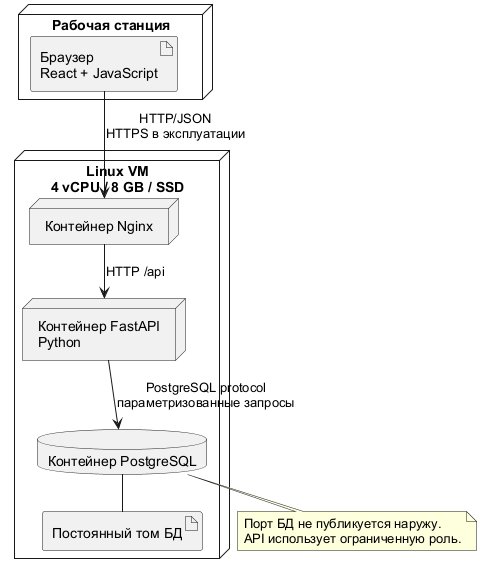 Рабочая станция
Браузер
React + JavaScript
HTTP/JSON
HTTPS в эксплуатации
Linux VM
4 vCPU / 8 GB / SSD
Контейнер Nginx
HTTP /api
Контейнер FastAPI
Python
PostgreSQL protocol
параметризованные запросы
Контейнер PostgreSQL
Постоянный том БД
Порт БД не публикуется наружу.
API использует ограниченную роль.